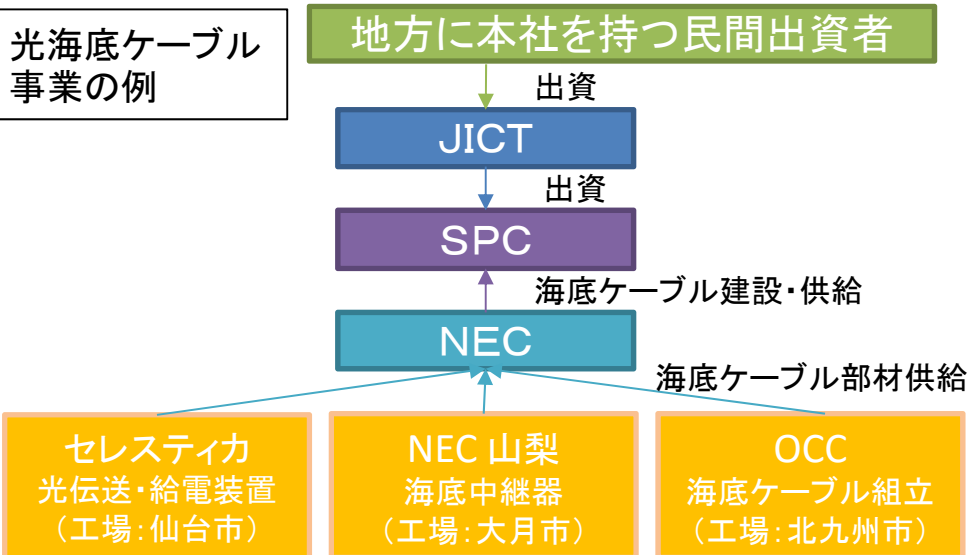 光海底ケーブル
事業の例
地方に本社を持つ民間出資者
出資
JICT
出資
SPC
海底ケーブル建設・供給
NEC
海底ケーブル部材供給
セレスティカ
光伝送・給電装置
（工場：仙台市）
NEC 山梨
海底中継器
（工場：大月市）
OCC
海底ケーブル組立
（工場：北九州市）